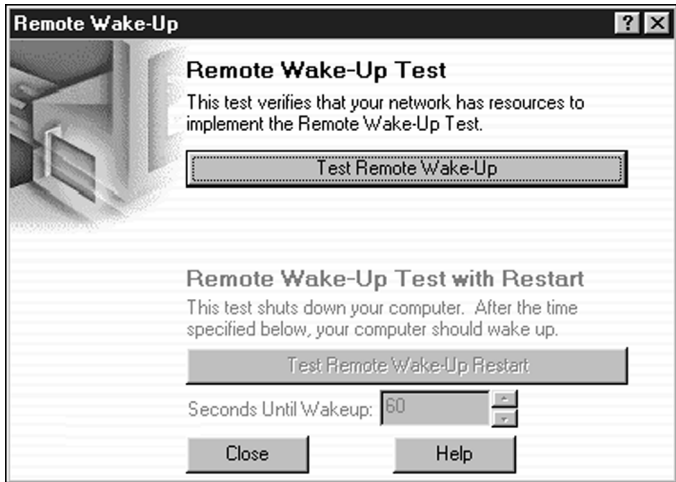 Remote Wake-Up
Remote Wake-Up Test
This test verifies that your network has resources to
implement the Remote Wake-Up Test.
Test Remote Wake-Up
Remote Wake-Up Test with Restart
This test shuts down your computer. After the time
specified below, your computer should wake up.
Test Remote Wake-Up Restart
Seconds Until Wakeup: 60
Close Help